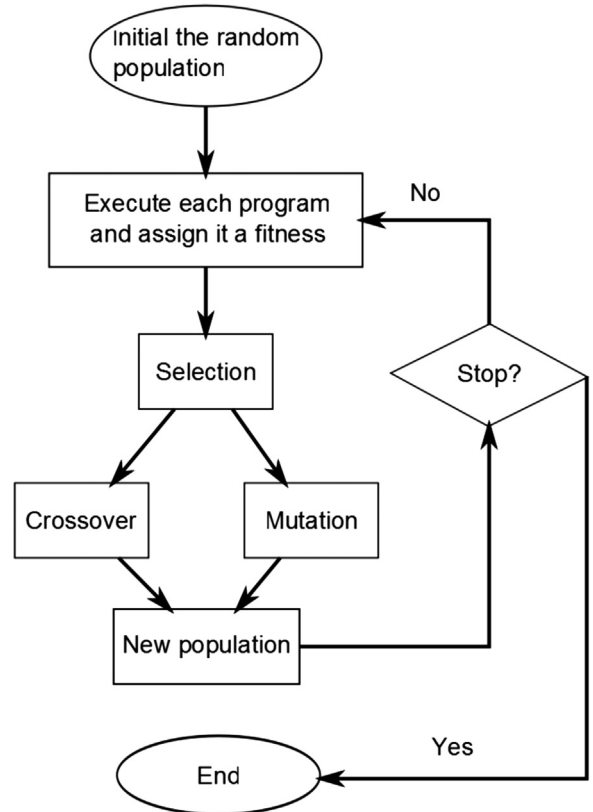 Initial the random
population
Execute each program
and assign it a fitness
No
Selection
Stop?
Crossover
Mutation
New population
Yes
End